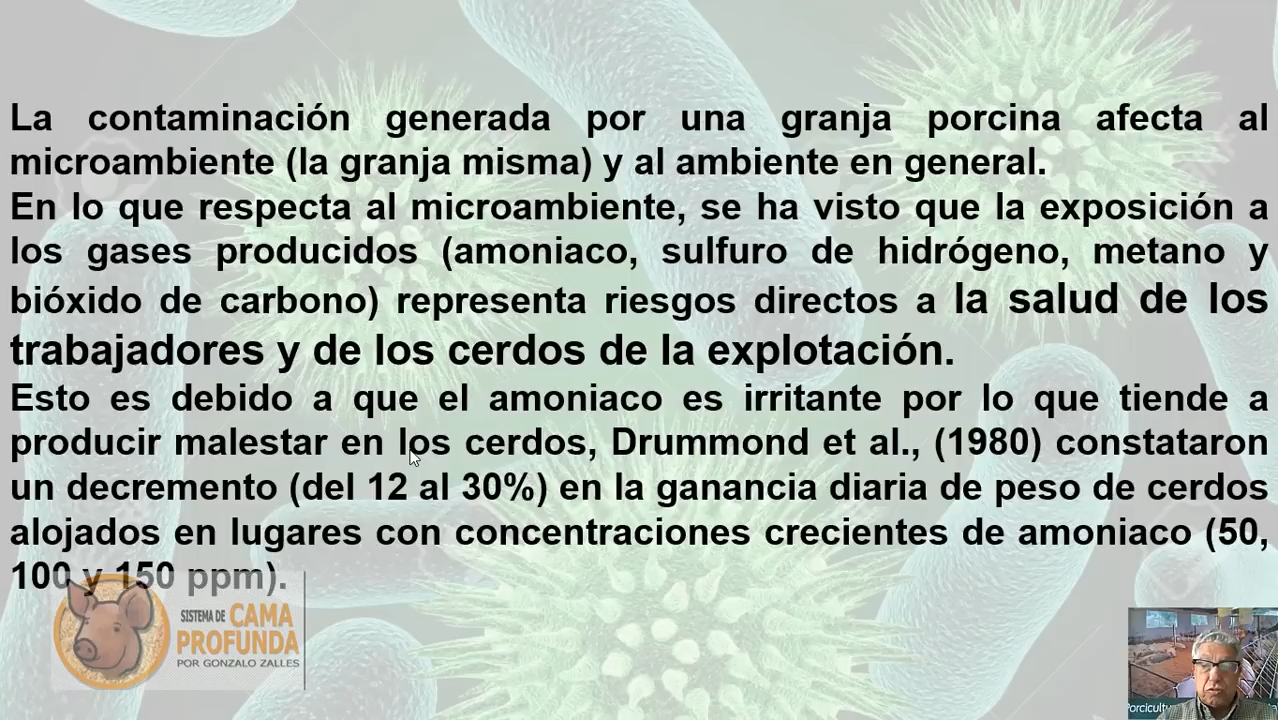 La contaminación generada por una granja porcina afecta al
microambiente (la granja misma) y al ambiente en general.
En lo que respecta al microambiente, se ha visto que la exposición a
los gases producidos (amoniaco, sulfuro de hidrógeno, metano y
bióxido de carbono) representa riesgos directos a la salud de los
trabajadores y de los cerdos de la explotación.
Esto es debido a que el amoniaco es irritante por lo que tiende a
producir malestar en los cerdos, Drummond et al., (1980) constataron
un decremento (del 12 al 30%) en la ganancia diaria de peso de cerdos
alojados en lugares con concentraciones crecientes de amoniaco (50,
100 y 150 ppm).
SISTEMA DE CAMA
PROFUNDA
POR GONZALO ZALLES